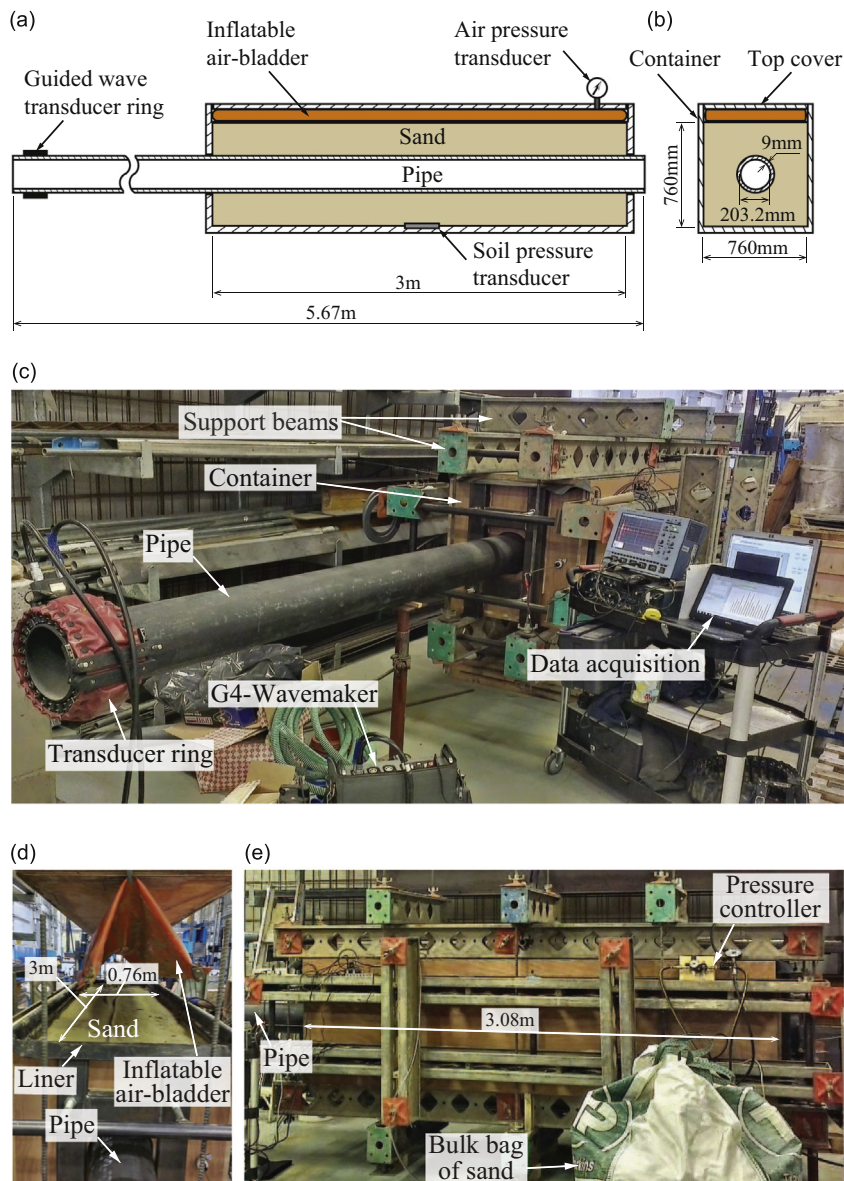 (a)
Inflatable
air-bladder
Air pressure
transducer
Guided wave
transducer ring
Sand
Pipe
Soil pressure
transducer
3m
5.67m
(b)
Container
Top cover
9mm
760mm
203.2mm
760mm
(c)
Support beams
Container
Pipe
Data acquisition
G4-Wavemaker
Transducer ring
(d)
3m
0.76m
Sand
Liner
Inflatable
air-bladder
Pipe
(e)
Pressure
controller
3.08m
Pipe
Bulk bag
of sand